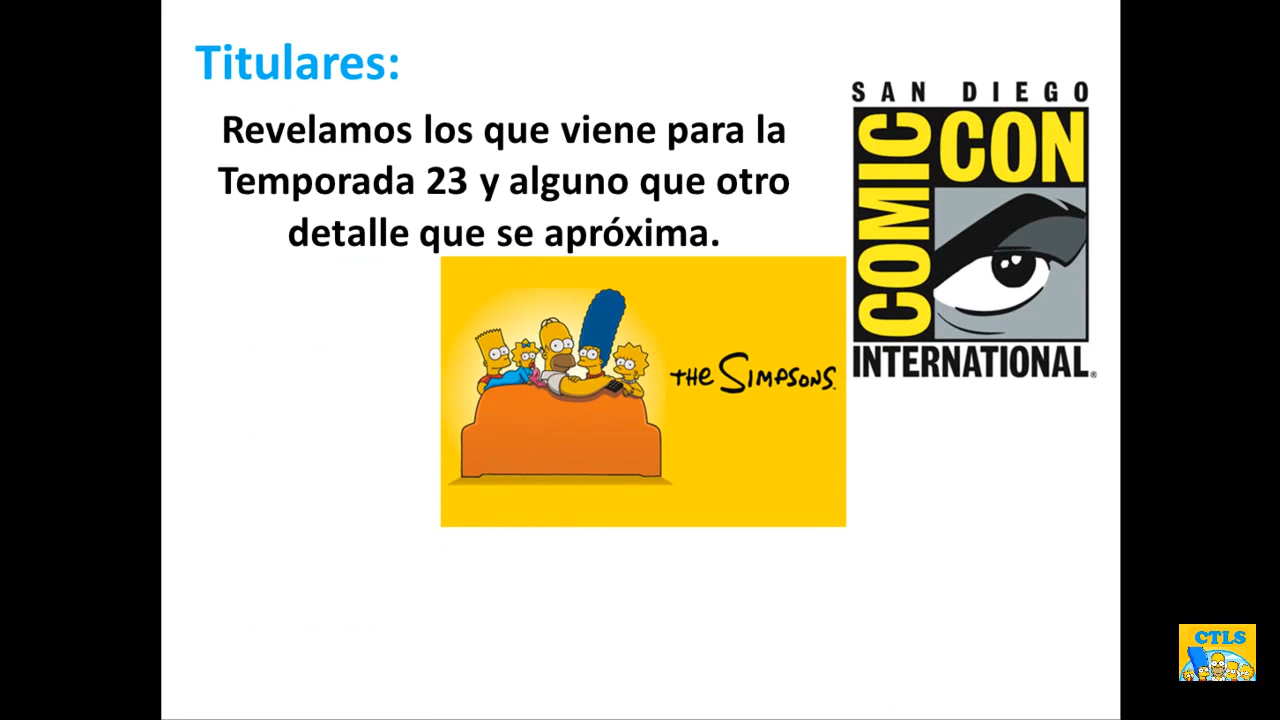 Titulares:
Revelamos los que viene para la
Temporada 23 y alguno que otro
detalle que se apróxima.
SAN DIEGO
COMIC
CON
INTERNATIONAL®
THE SIMPSONS™
CTLS